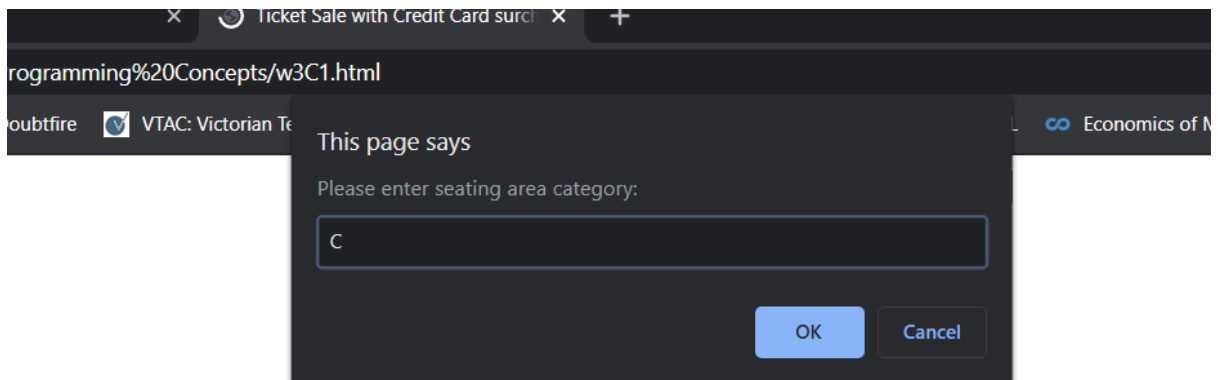 Ticket Sale with Credit Card surch
rogramming%20Concepts/w3C1.html
Doubtfire VTAC: Victorian Te L Economics of M
This page says
Please enter seating area category:
C
OK Cancel